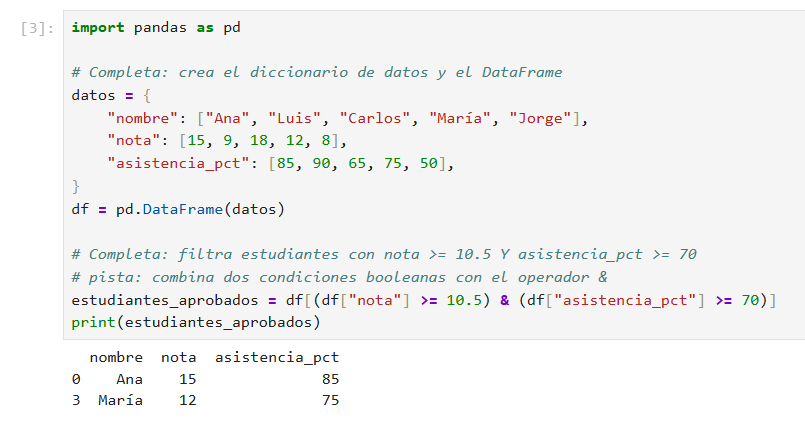 [3]:
import pandas as pd
# Completa: crea el diccionario de datos y el DataFrame
datos = {
    "nombre": ["Ana", "Luis", "Carlos", "María", "Jorge"],
    "nota": [15, 9, 18, 12, 8],
    "asistencia_pct": [85, 90, 65, 75, 50],
}
df = pd.DataFrame(datos)
# Completa: filtra estudiantes con nota >= 10.5 Y asistencia_pct >= 70
# pista: combina dos condiciones booleanas con el operador &
estudiantes_aprobados = df[(df["nota"] >= 10.5) & (df["asistencia_pct"] >= 70)]
print(estudiantes_aprobados)
  nombre  nota  asistencia_pct
0    Ana    15              85
3  María    12              75